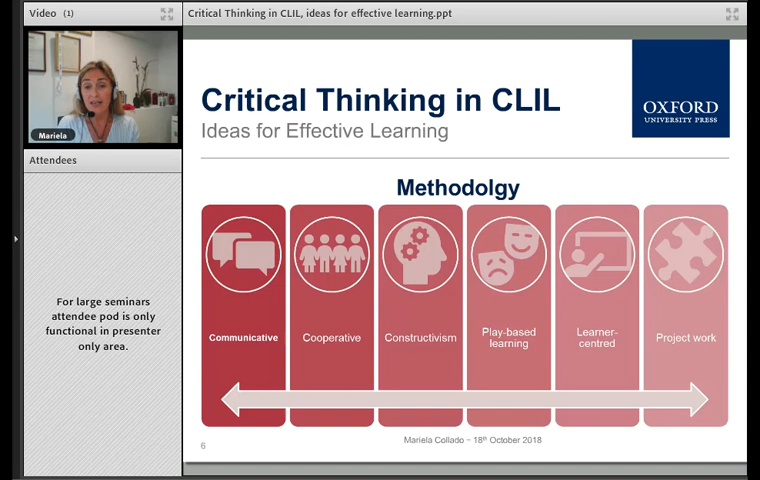 Video (1)
Critical Thinking in CLIL, ideas for effective learning.ppt
Mariela
Attendees
For large seminars
attendee pod is only
functional in presenter
only area.
Critical Thinking in CLIL
Ideas for Effective Learning
OXFORD
UNIVERSITY PRESS
Methodolgy
Communicative
Cooperative
Constructivism
Play-based
learning
Learner-
centred
Project work
Mariela Collado – 18th October 2018
6